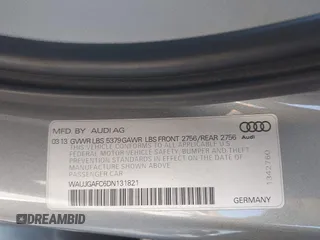 MFD. BY AUDI AG
03.13 GVWR LBS 5379 GAWR LBS FRONT 2756/REAR 2756
THIS VEHICLE CONFORMS TO ALL APPLICABLE U.S.
FEDERAL MOTOR VEHICLE SAFETY/BUMPER AND THEFT
PREVENTION STANDARDS IN EFFECT ON THE DATE OF
MANUFACTURE SHOWN ABOVE.
PASSENGER CAR
GERMANY
Audi
1342780
DREAMBID